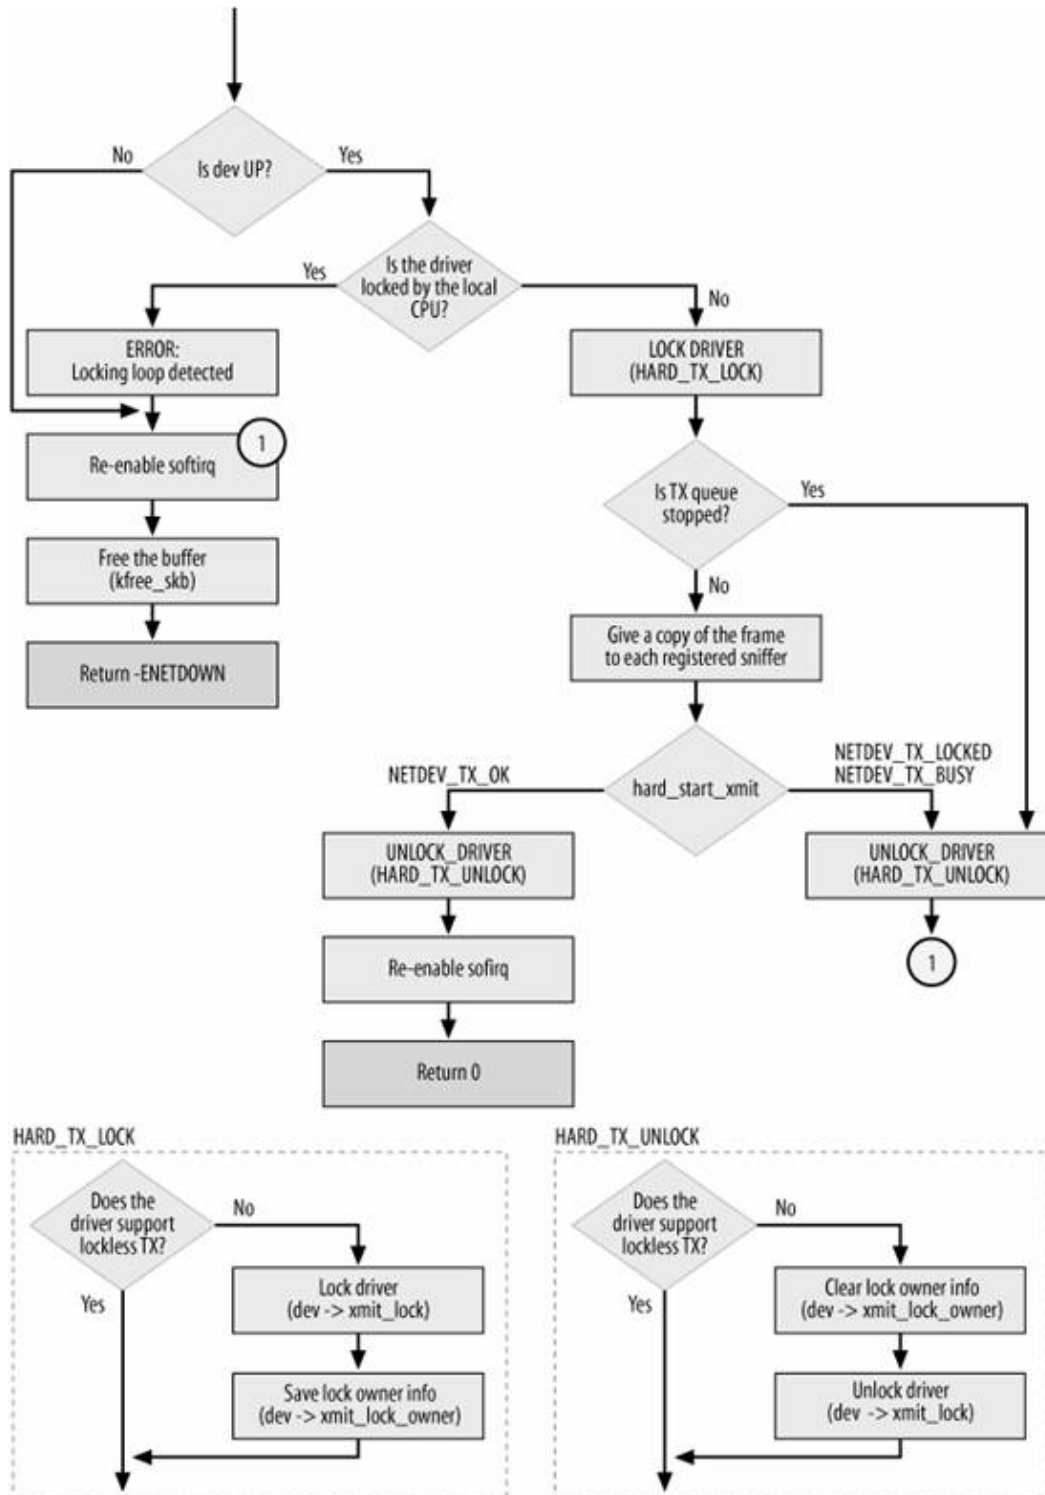 Is dev UP?
No
Yes
Is the driver
locked by the local
CPU?
Yes
No
ERROR:
Locking loop detected
LOCK DRIVER
(HARD_TX_LOCK)
1
Re-enable softirq
Is TX queue
stopped?
Yes
No
Free the buffer
(kfree_skb)
Give a copy of the frame
to each registered sniffer
Return -ENETDOWN
NETDEV_TX_OK
hard_start_xmit
NETDEV_TX_LOCKED
NETDEV_TX_BUSY
UNLOCK_DRIVER
(HARD_TX_UNLOCK)
UNLOCK_DRIVER
(HARD_TX_UNLOCK)
Re-enable sofirq
1
Return 0
HARD_TX_LOCK
Does the
driver support
lockless TX?
No
Yes
Lock driver
(dev -> xmit_lock)
Save lock owner info
(dev -> xmit_lock_owner)
HARD_TX_UNLOCK
Does the
driver support
lockless TX?
No
Yes
Clear lock owner info
(dev -> xmit_lock_owner)
Unlock driver
(dev -> xmit_lock)